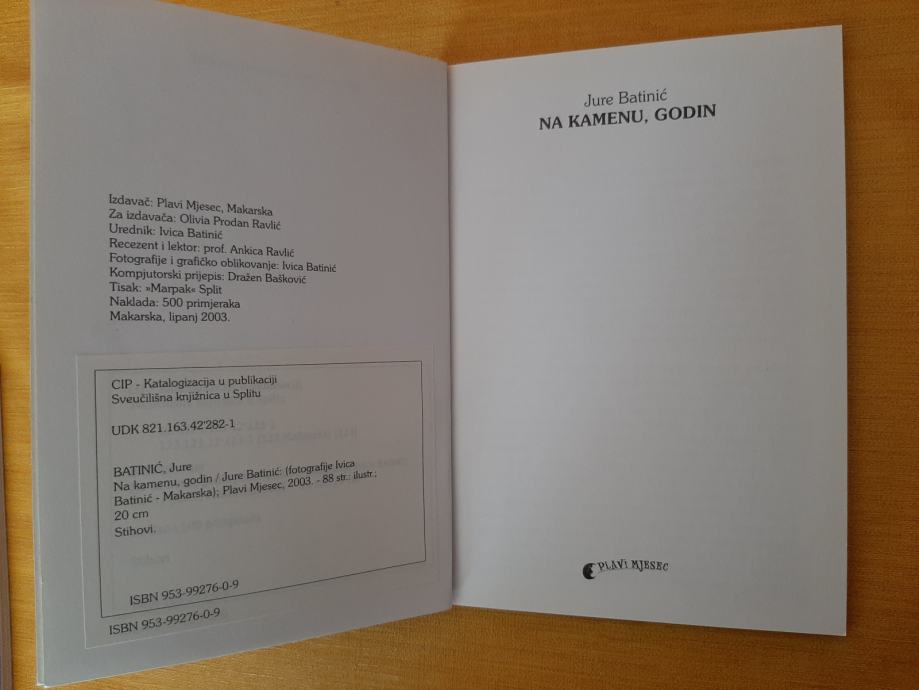 Izdavač: Plavi Mjesec, Makarska
Za izdavača: Olivia Prodan Ravlić
Urednik: Ivica Batinić
Recezent i lektor: prof. Ankica Ravlić
Fotografije i grafičko oblikovanje: Ivica Batinić
Kompjutorski prijepis: Dražen Bašković
Tisak: »Marpak« Split
Naklada: 500 primjeraka
Makarska, lipanj 2003.
CIP - Katalogizacija u publikaciji
Sveučilišna knjižnica u Splitu
UDK 821.163.42'282-1
BATINIĆ, Jure
Na kamenu, godin / Jure Batinić: (fotografije Ivica
Batinić - Makarska); Plavi Mjesec, 2003. - 88 str.: ilustr.;
20 cm
Stihovi.
ISBN 953-99276-0-9
ISBN 953-99276-0-9
Jure Batinić
NA KAMENU, GODIN
PLAVI MJESEC